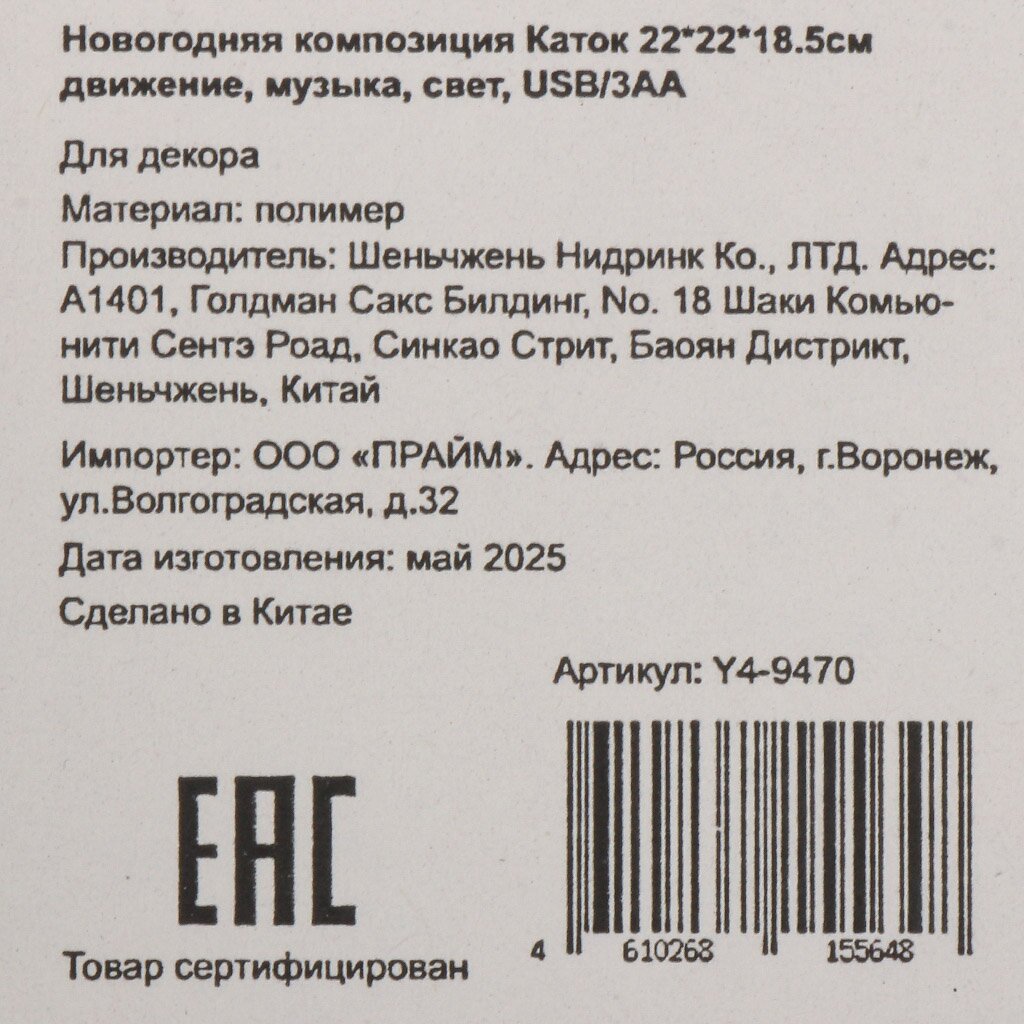 Новогодняя композиция Каток 22*22*18.5см
движение, музыка, свет, USB/3AA
Для декора
Материал: полимер
Производитель: Шеньчжень Нидринк Ко., ЛТД. Адрес:
А1401, Голдман Сакс Билдинг, No. 18 Шаки Комью-
нити Сентэ Роад, Синкао Стрит, Баоян Дистрикт,
Шеньчжень, Китай
Импортер: ООО «ПРАЙМ». Адрес: Россия, г.Воронеж,
ул.Волгоградская, д.32
Дата изготовления: май 2025
Сделано в Китае
Артикул: Y4-9470
EAC
Товар сертифицирован
4 610268 155648